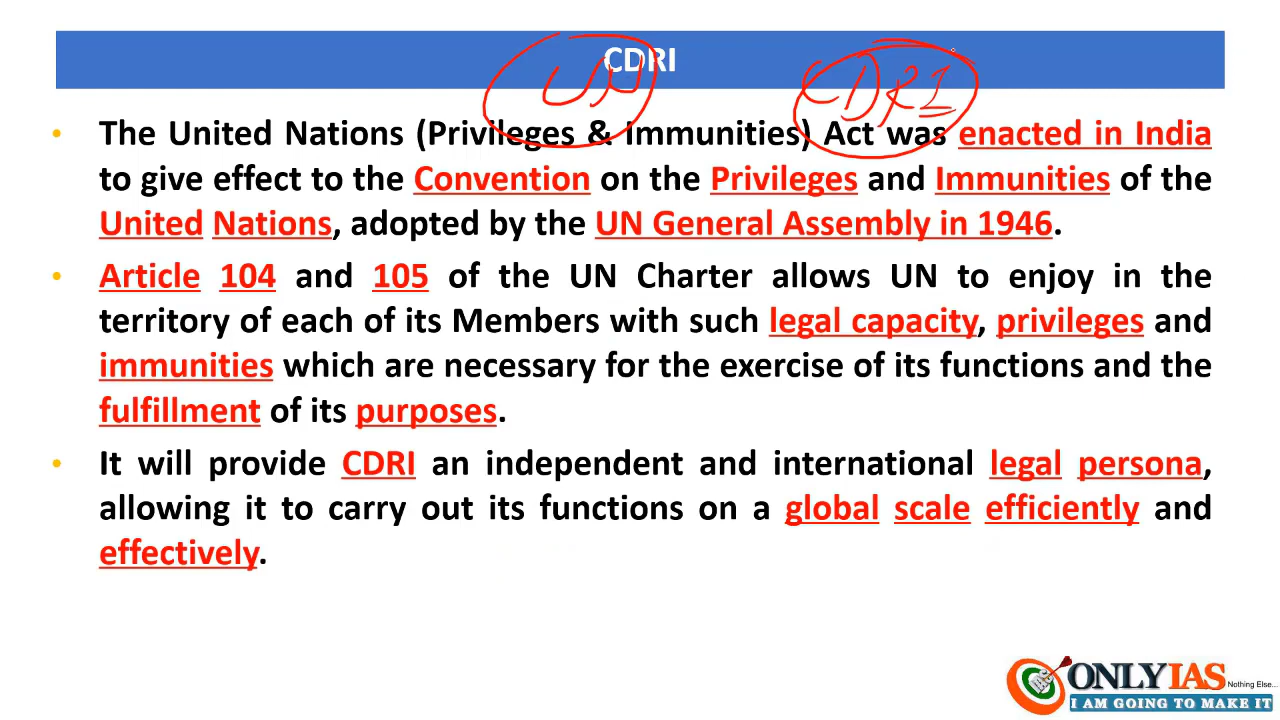 CDRI
UN
CDRI
• The United Nations (Privileges & Immunities) Act was enacted in India
to give effect to the Convention on the Privileges and Immunities of the
United Nations, adopted by the UN General Assembly in 1946.
• Article 104 and 105 of the UN Charter allows UN to enjoy in the
territory of each of its Members with such legal capacity, privileges and
immunities which are necessary for the exercise of its functions and the
fulfillment of its purposes.
• It will provide CDRI an independent and international legal persona,
allowing it to carry out its functions on a global scale efficiently and
effectively.
ONLYIAS Nothing Else...
I AM GOING TO MAKE IT